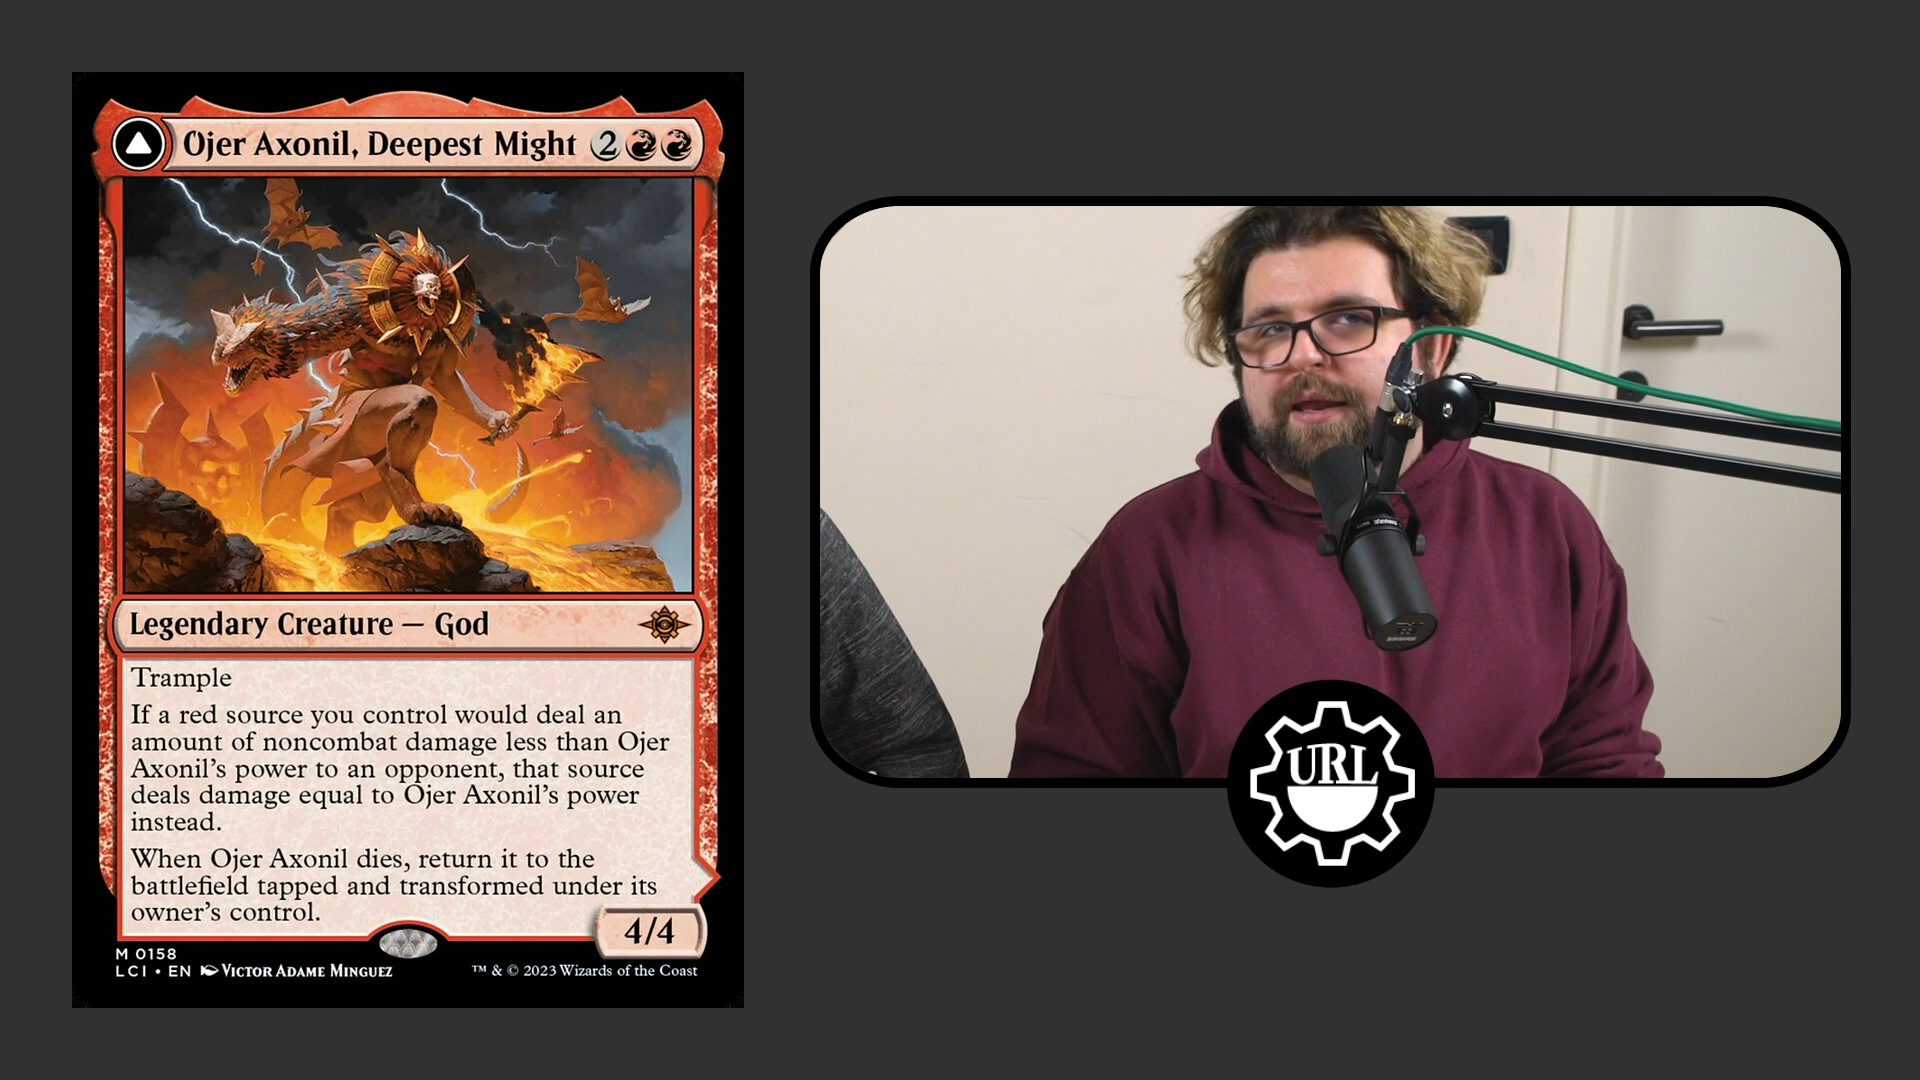 Ojer Axonil, Deepest Might 2
Legendary Creature — God
Trample
If a red source you control would deal an
amount of noncombat damage less than Ojer
Axonil's power to an opponent, that source
deals damage equal to Ojer Axonil's power
instead.
When Ojer Axonil dies, return it to the
battlefield tapped and transformed under its
owner's control.
4/4
M 0158
LCI • EN Victor Adame Minguez
™ & © 2023 Wizards of the Coast
URL